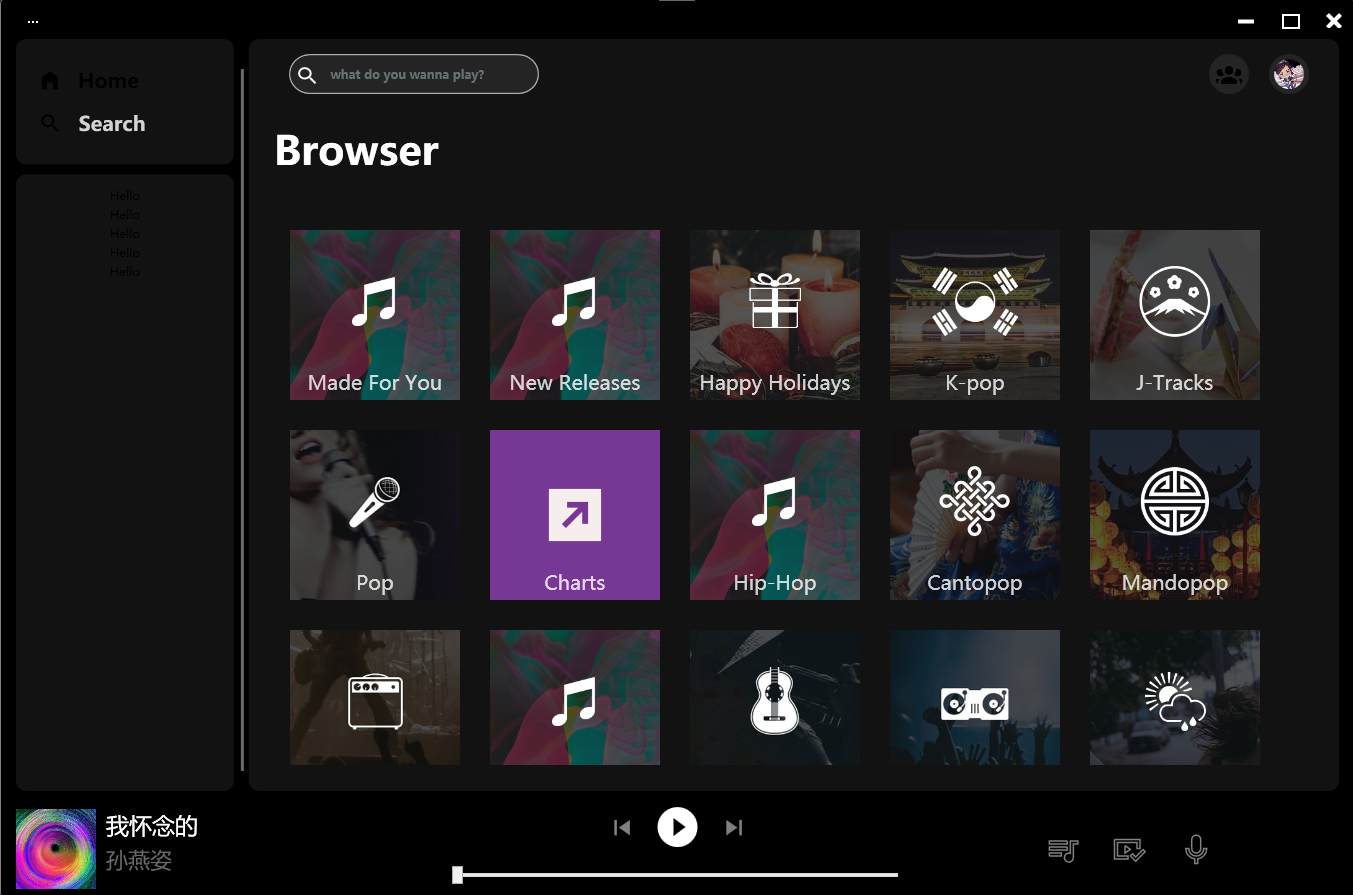 ...
Home
Search
Hello
Hello
Hello
Hello
Hello
what do you wanna play?
Browser
Made For You
New Releases
Happy Holidays
K-pop
J-Tracks
Pop
Charts
Hip-Hop
Cantopop
Mandopop
我怀念的
孙燕姿